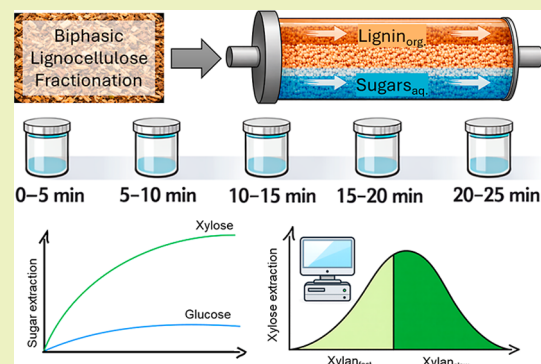 Biphasic
Lignocellulose
Fractionation
Lignin org.
Sugars aq.
0–5 min
5–10 min
10–15 min
15–20 min
20–25 min
Sugar extraction
Xylose
Glucose
Xylose extraction